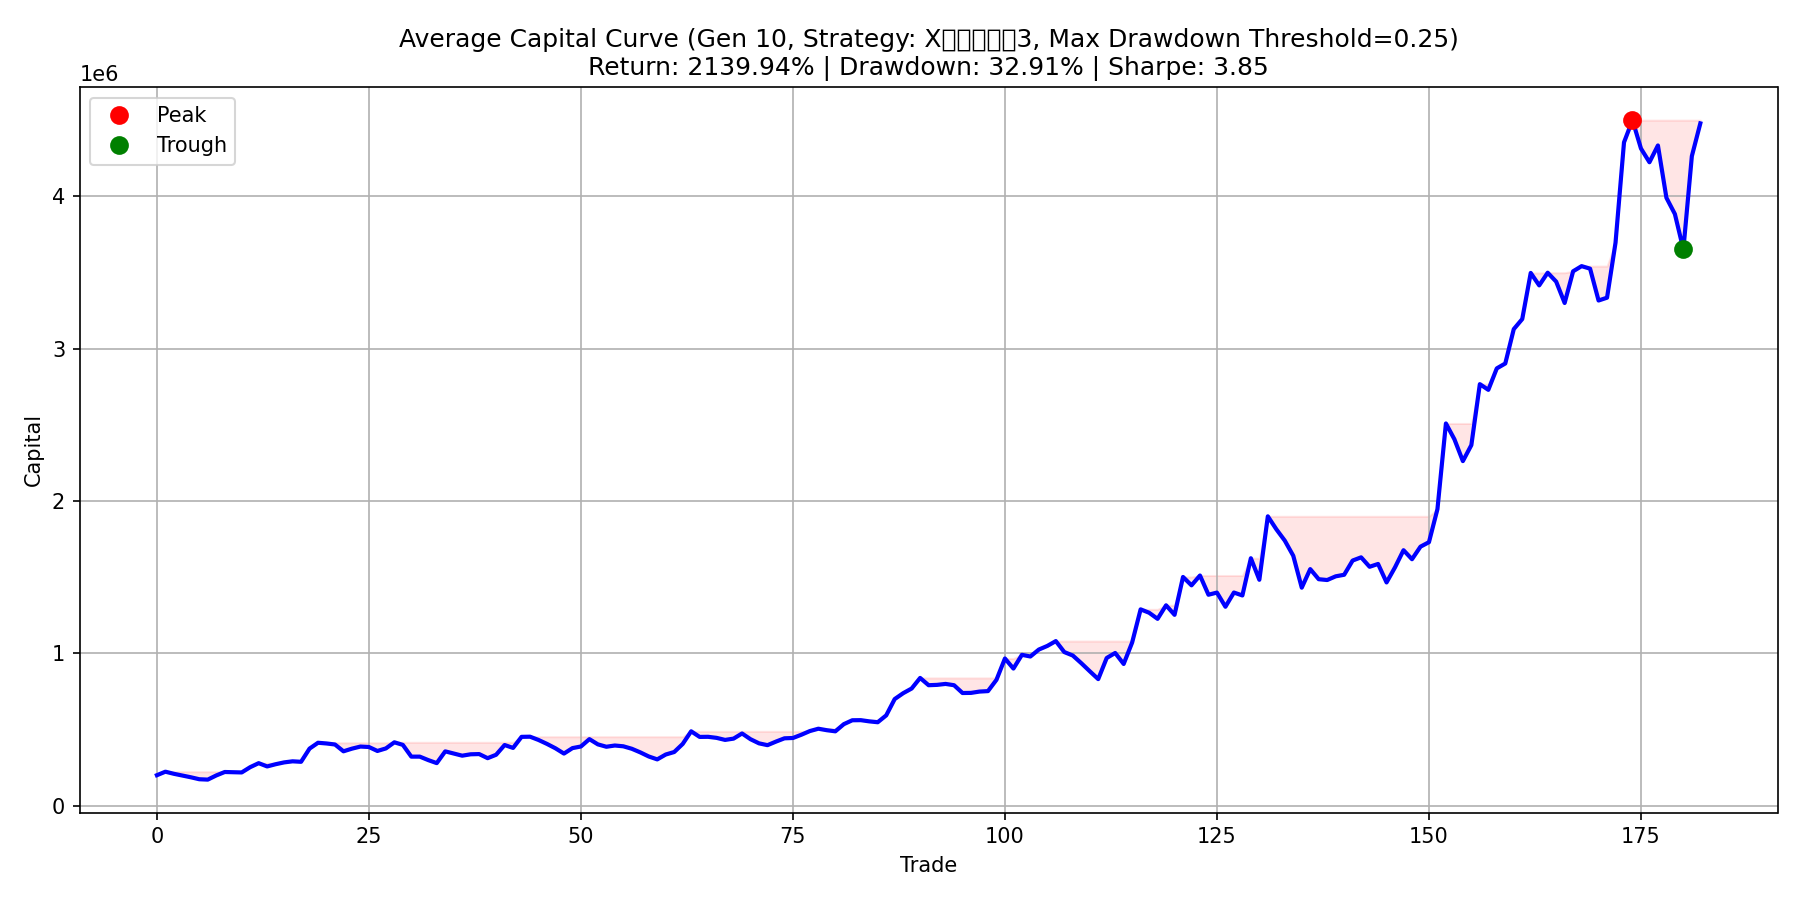 Average Capital Curve (Gen 10, Strategy: X□□□□□3, Max Drawdown Threshold=0.25)
Return: 2139.94% | Drawdown: 32.91% | Sharpe: 3.85
1e6
Peak
Trough
4
3
2
1
0
Capital
0 25 50 75 100 125 150 175
Trade